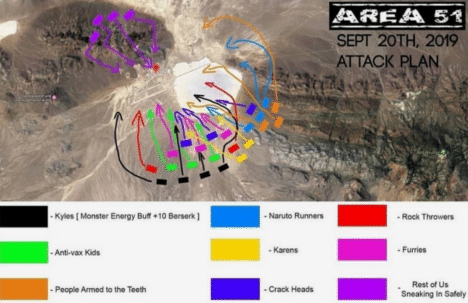 AREA 51
SEPT 20TH, 2019
ATTACK PLAN
- Kyles [ Monster Energy Buff +10 Berserk ]
- Naruto Runners
- Rock Throwers
- Anti-vax Kids
- Karens
- Furries
- People Armed to the Teeth
- Crack Heads
- Rest of Us
Sneaking In Safely